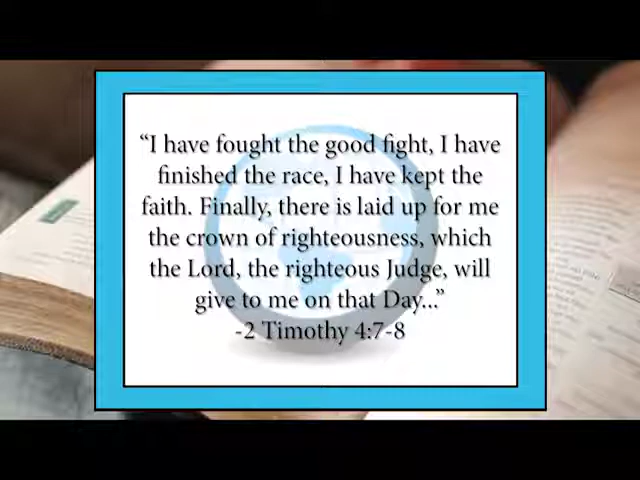 “I have fought the good fight, I have
finished the race, I have kept the
faith. Finally, there is laid up for me
the crown of righteousness, which
the Lord, the righteous Judge, will
give to me on that Day...”
-2 Timothy 4:7-8